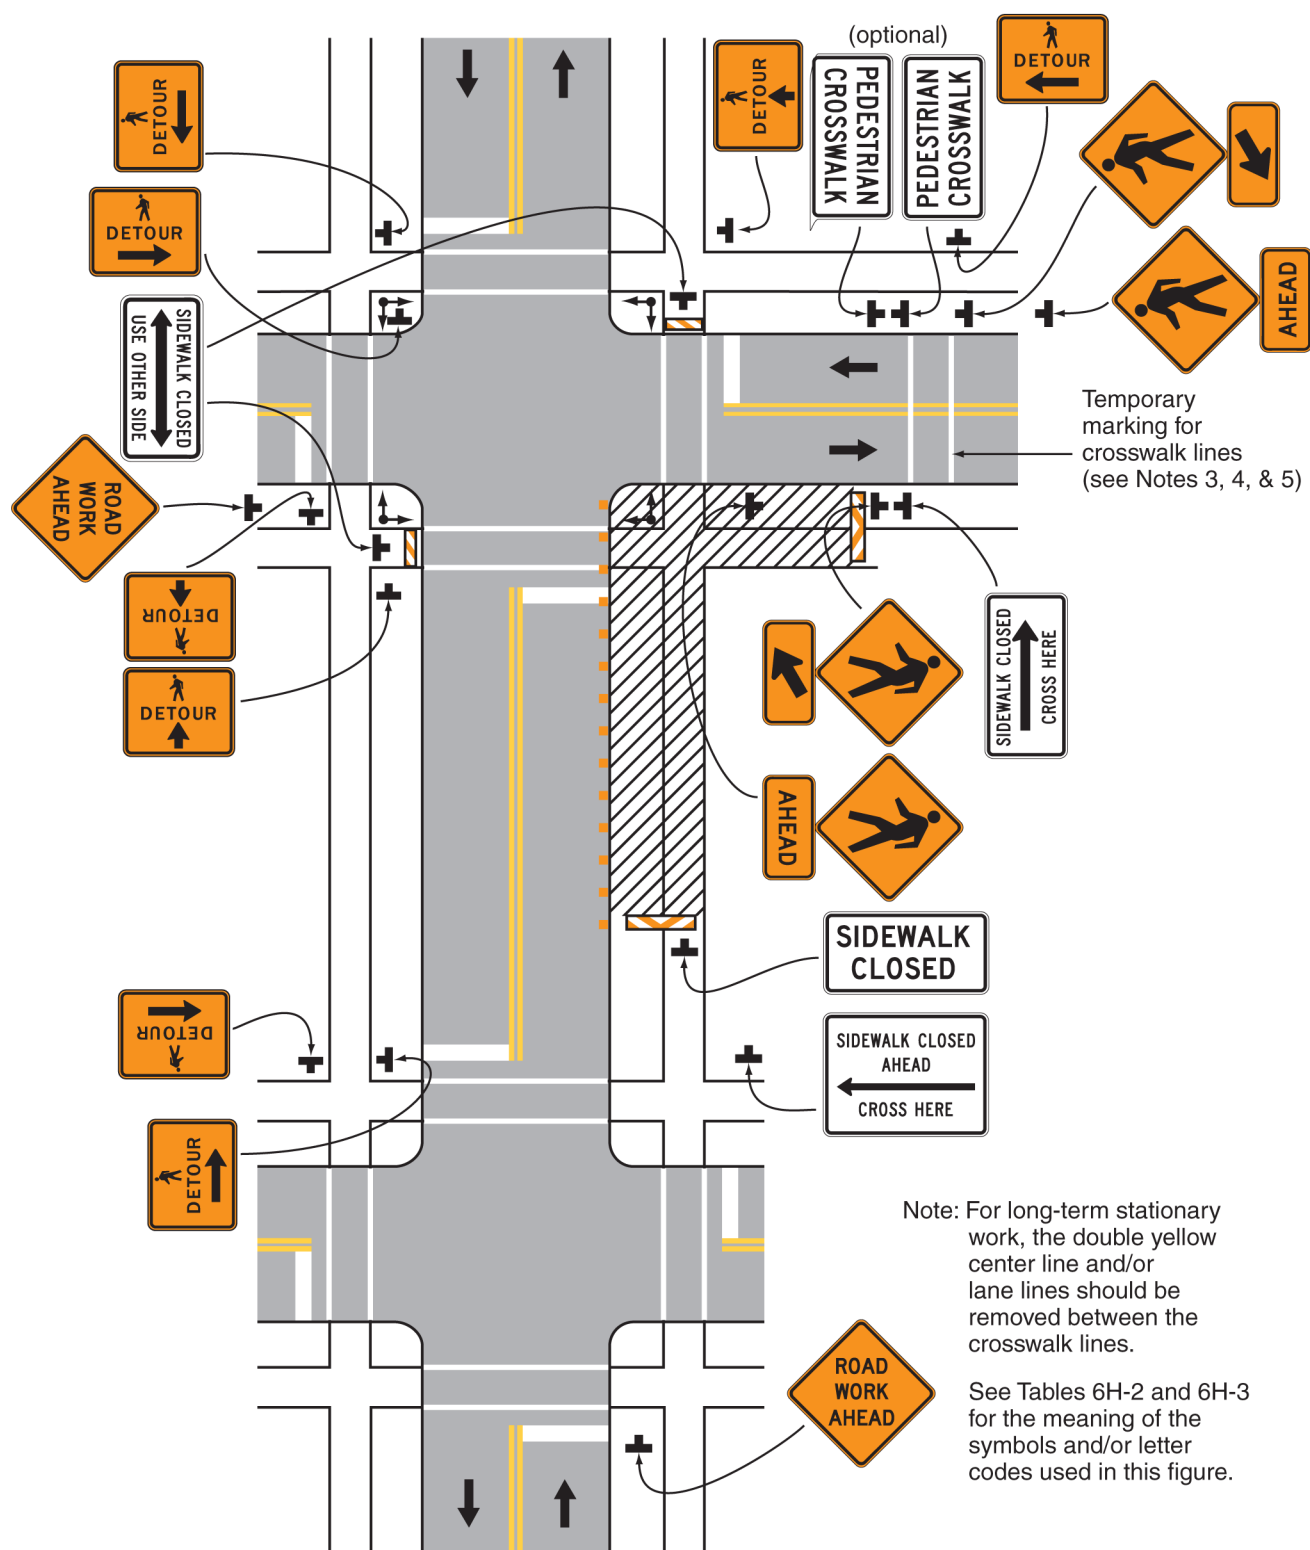 (optional)
DETOUR
DETOUR
PEDESTRIAN
CROSSWALK
PEDESTRIAN
CROSSWALK
DETOUR
DETOUR
AHEAD
SIDEWALK CLOSED
USE OTHER SIDE
Temporary
marking for
crosswalk lines
(see Notes 3, 4, & 5)
ROAD
WORK
AHEAD
DETOUR
DETOUR
SIDEWALK CLOSED
CROSS HERE
AHEAD
SIDEWALK
CLOSED
DETOUR
SIDEWALK CLOSED
AHEAD
CROSS HERE
DETOUR
Note: For long-term stationary
work, the double yellow
center line and/or
lane lines should be
removed between the
crosswalk lines.
ROAD
WORK
AHEAD
See Tables 6H-2 and 6H-3
for the meaning of the
symbols and/or letter
codes used in this figure.